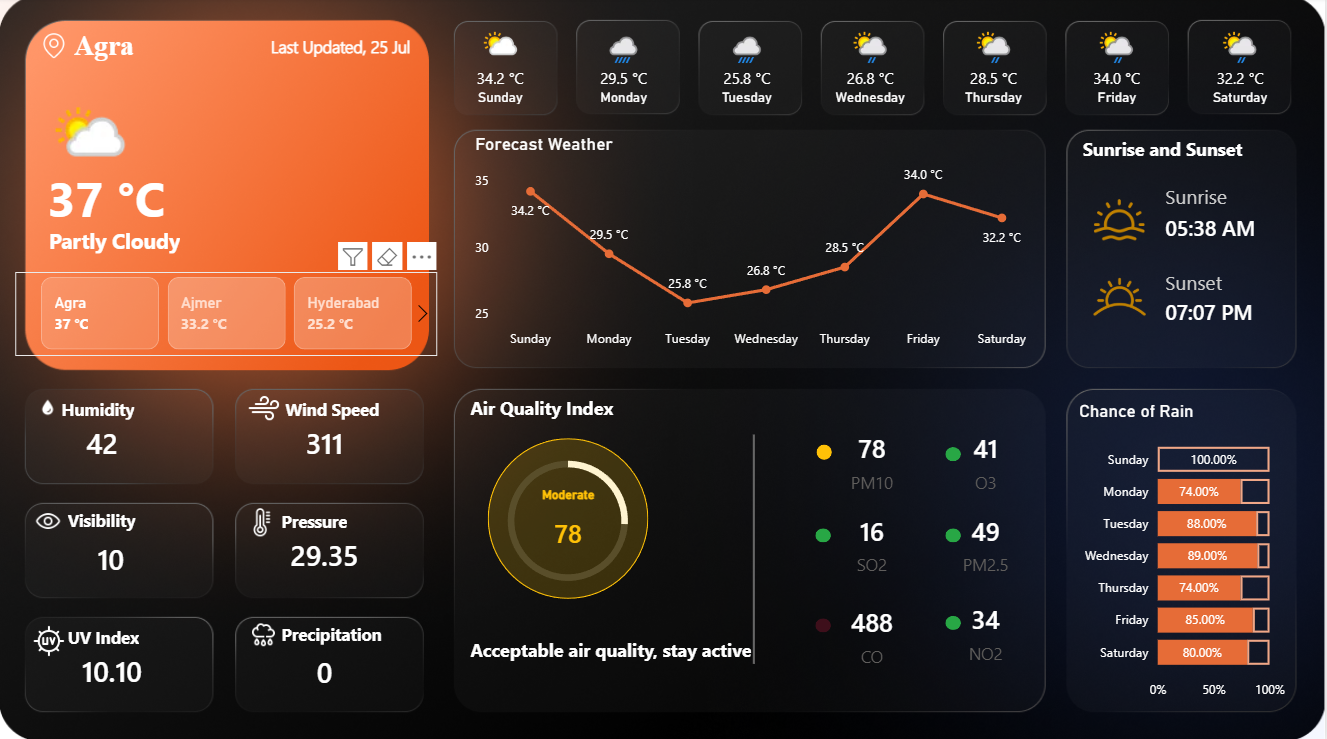 Agra
Last Updated, 25 Jul
37 °C
Partly Cloudy
Agra
37 °C
Ajmer
33.2 °C
Hyderabad
25.2 °C
34.2 °C
Sunday
29.5 °C
Monday
25.8 °C
Tuesday
26.8 °C
Wednesday
28.5 °C
Thursday
34.0 °C
Friday
32.2 °C
Saturday
Forecast Weather
35
30
25
34.2 °C
29.5 °C
25.8 °C
26.8 °C
28.5 °C
34.0 °C
32.2 °C
Sunday Monday Tuesday Wednesday Thursday Friday Saturday
Sunrise and Sunset
Sunrise
05:38 AM
Sunset
07:07 PM
Humidity
42
Wind Speed
311
Visibility
10
Pressure
29.35
UV
UV Index
10.10
Precipitation
0
Air Quality Index
Moderate
78
Acceptable air quality, stay active
78
PM10
41
O3
16
SO2
49
PM2.5
488
CO
34
NO2
Chance of Rain
Sunday 100.00%
Monday 74.00%
Tuesday 88.00%
Wednesday 89.00%
Thursday 74.00%
Friday 85.00%
Saturday 80.00%
0% 50% 100%